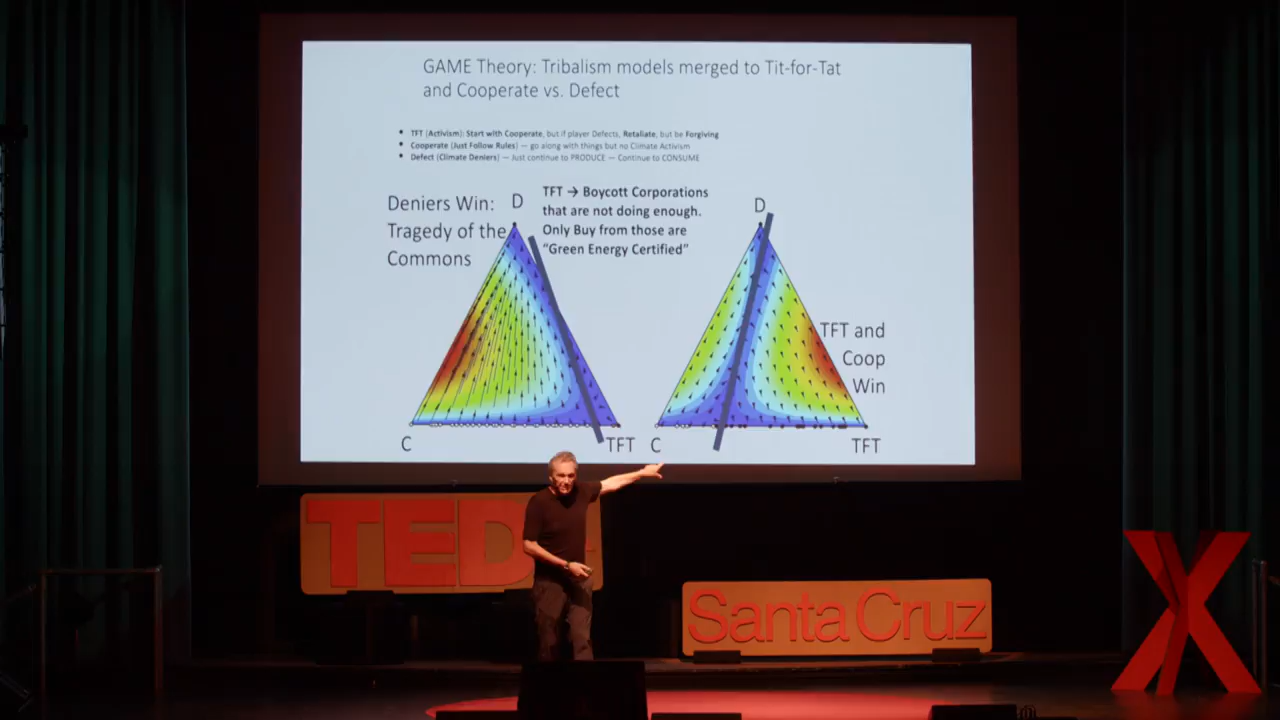 GAME Theory: Tribalism models merged to Tit-for-Tat
and Cooperate vs. Defect
• TFT (Activism): Start with Cooperate, but if player Defects, Retaliate, but be Forgiving
• Cooperate (Just Follow Rules) — go along with things but no Climate Activism
• Defect (Climate Deniers) — Just continue to PRODUCE — Continue to CONSUME
Deniers Win:
Tragedy of the
Commons
D
TFT → Boycott Corporations
that are not doing enough.
Only Buy from those are
“Green Energy Certified”
D
TFT and
Coop
Win
C
TFT
C
TFT
TED
Santa Cruz
X